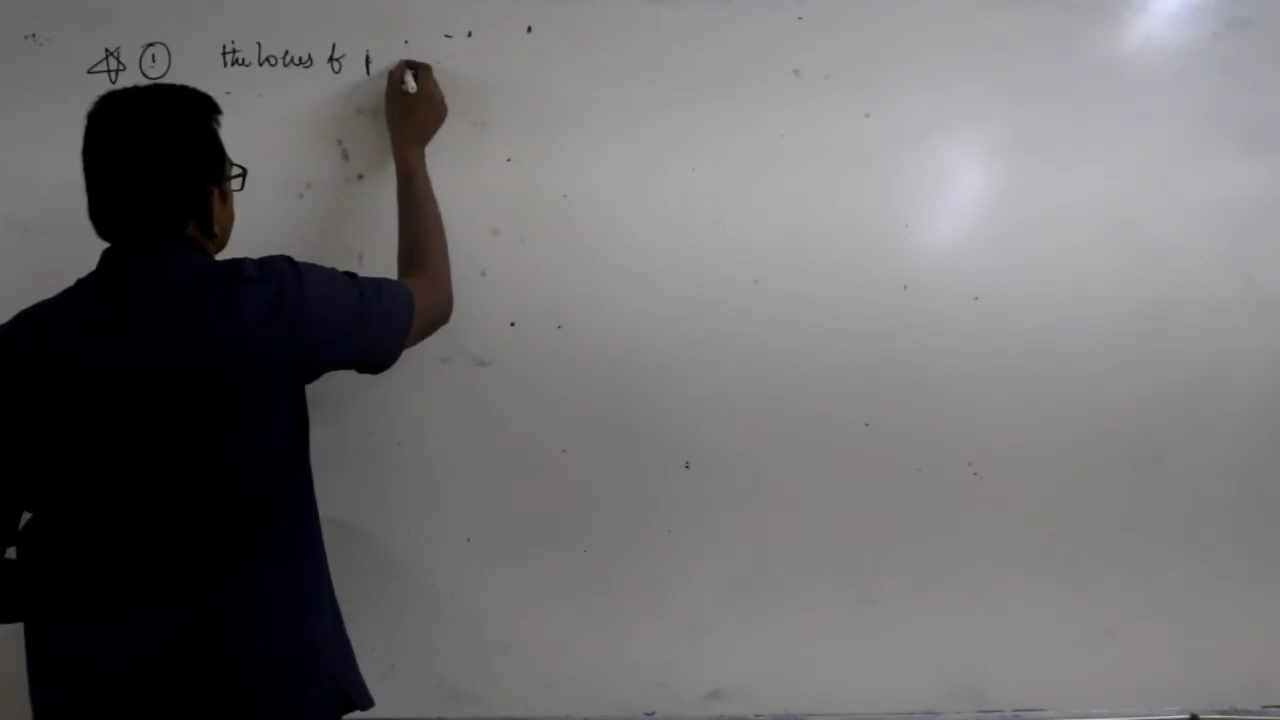 ☆ ① the locus of